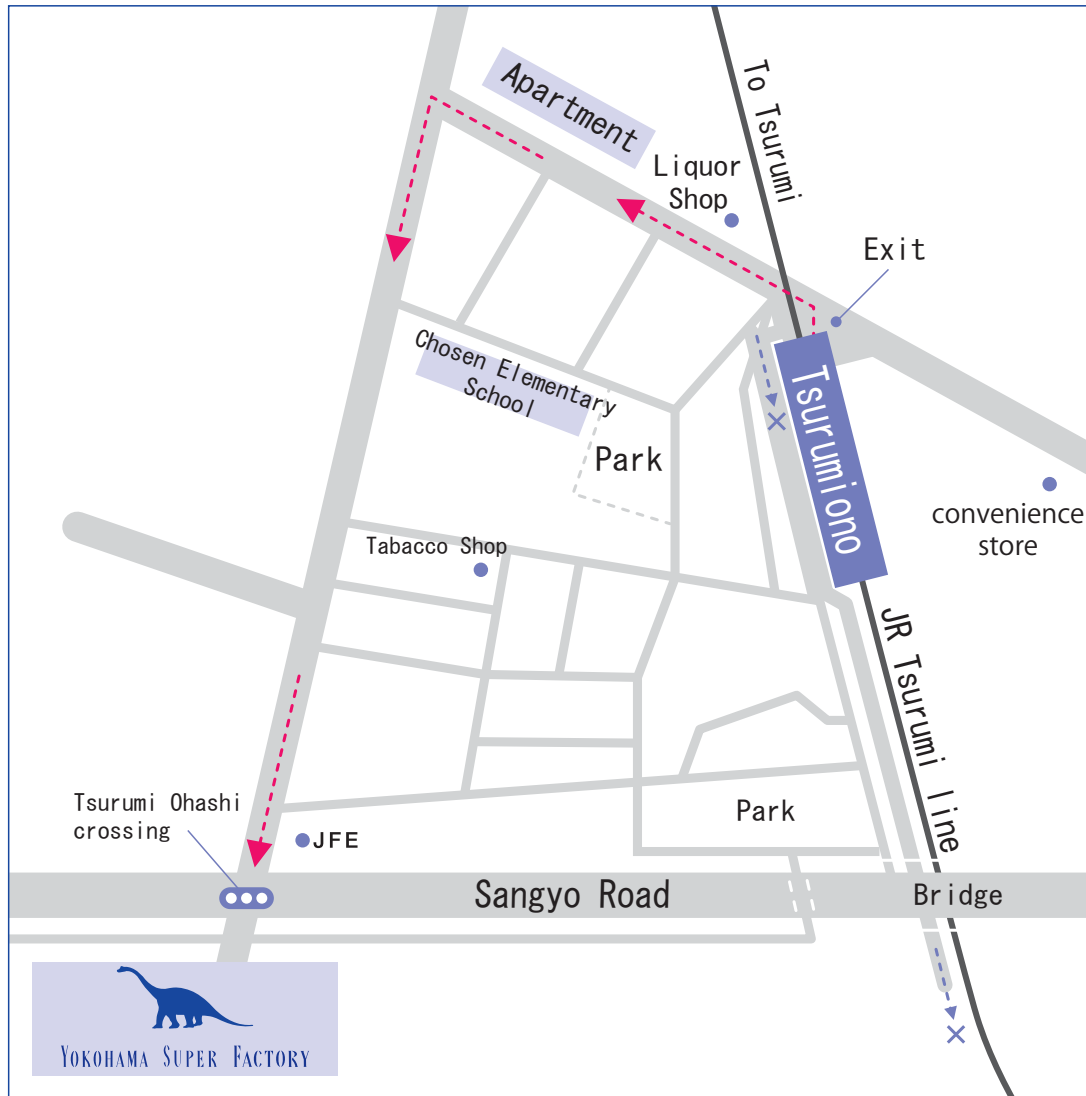 To Tsurumi
Apartment
Liquor
Shop
Exit
Chosen Elementary
School
Park
Tsurumiono
convenience
store
Tabacco Shop
JR Tsurumi line
Tsurumi Ohashi
crossing
JFE
Park
Sangyo Road
Bridge
YOKOHAMA SUPER FACTORY